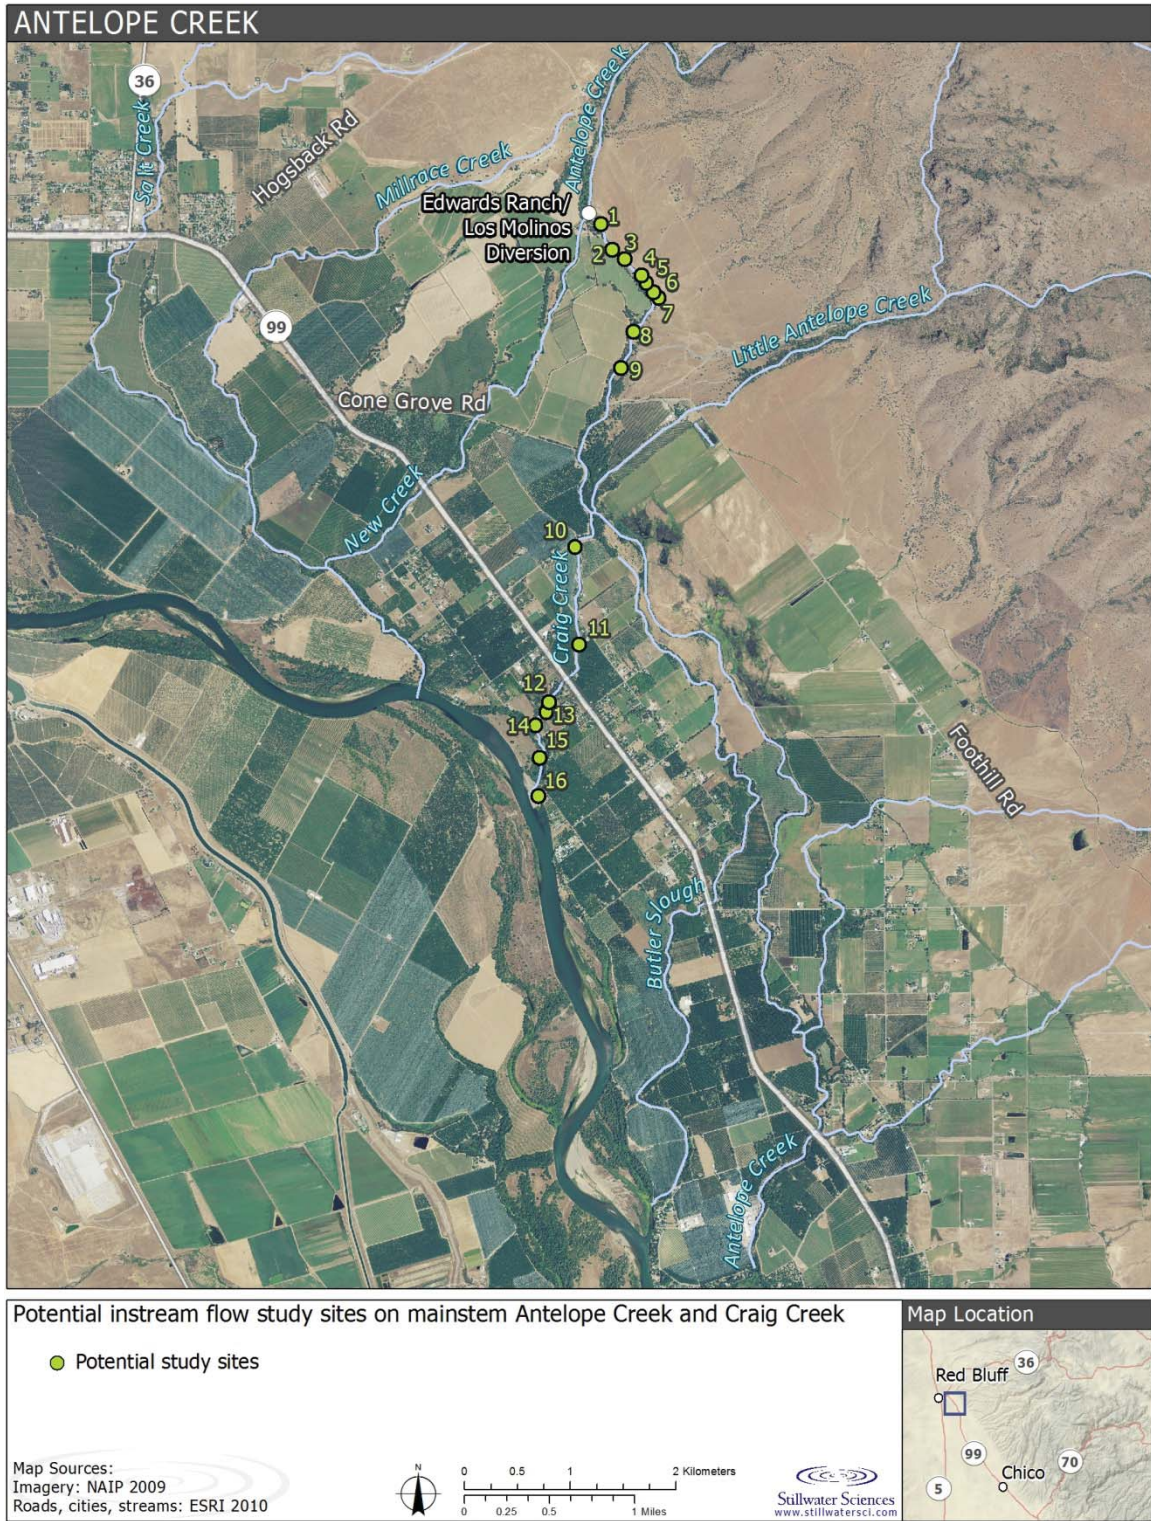 ANTELOPE CREEK
36
Salt Creek
Hogsback Rd
Millrace Creek
Antelope Creek
Edwards Ranch/
Los Molinos
Diversion
1
2
3
4
5
6
7
8
9
Little Antelope Creek
99
Cone Grove Rd
New Creek
10
Craig Creek
11
12
13
14
15
16
Foothill Rd
Butler Slough
Antelope Creek
Potential instream flow study sites on mainstem Antelope Creek and Craig Creek
Potential study sites
Map Sources:
Imagery: NAIP 2009
Roads, cities, streams: ESRI 2010
N
0 0.5 1 2 Kilometers
0 0.25 0.5 1 Miles
Stillwater Sciences
www.stillwatersci.com
Map Location
36
Red Bluff
99
70
Chico
5